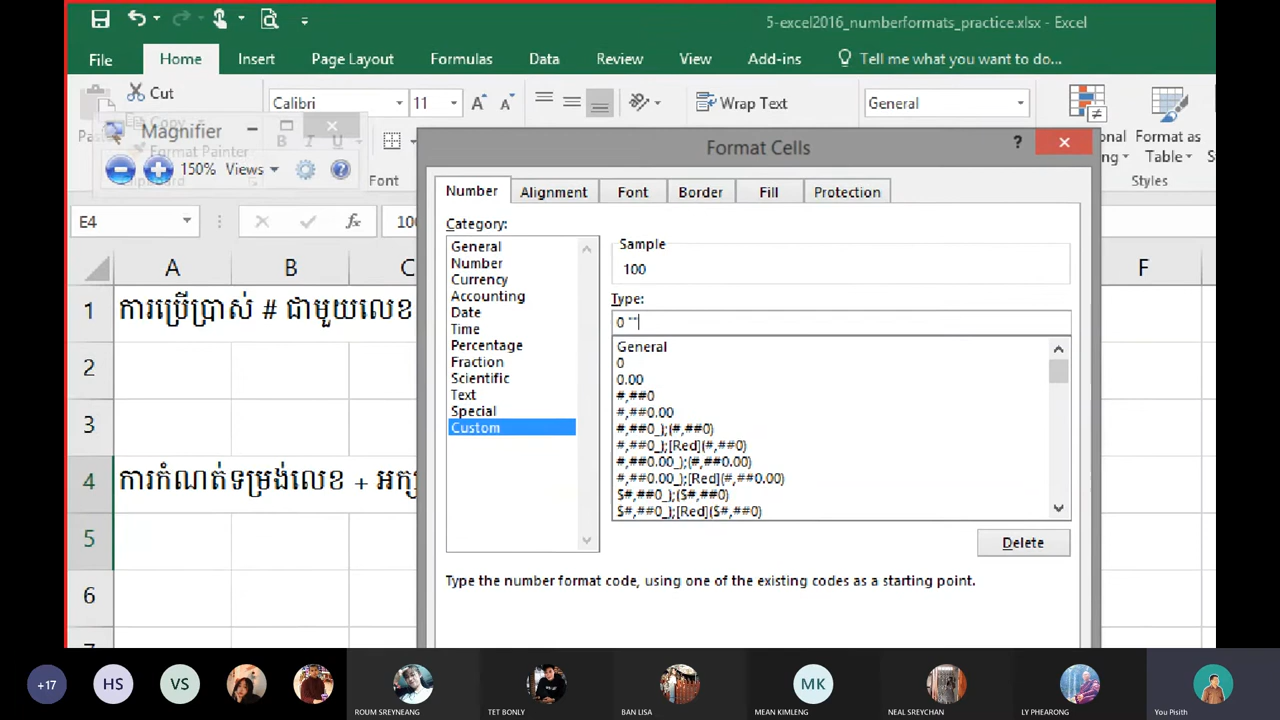 5-excel2016_numberformats_practice.xlsx - Excel
File Home Insert Page Layout Formulas Data Review View Add-ins Tell me what you want to do...
Cut
Copy
Format Painter
Clipboard
Magnifier
150% Views
Calibri 11
B I U
Font
Wrap Text
General
Format as
Table
Styles
E4
fx
Format Cells
?
Number Alignment Font Border Fill Protection
Category:
General
Number
Currency
Accounting
Date
Time
Percentage
Fraction
Scientific
Text
Special
Custom
Sample
100
Type:
0 ""
General
0
0.00
#,##0
#,##0.00
#,##0_);(#,##0)
#,##0_);[Red](#,##0)
#,##0.00_);(#,##0.00)
#,##0.00_);[Red](#,##0.00)
$#,##0_);($#,##0)
$#,##0_);[Red]($#,##0)
Delete
Type the number format code, using one of the existing codes as a starting point.
A B C F
1 ការប្រើប្រាស់ # ជាមួយលេខ
2
3
4 ការកំណត់ទម្រង់លេខ +
5
6
+17 HS VS ROUM SREYNEANG TET BONLY BAN LISA MK MEAN KIMLENG NEAL SREYCHAN LY PHEARONG You Pisith